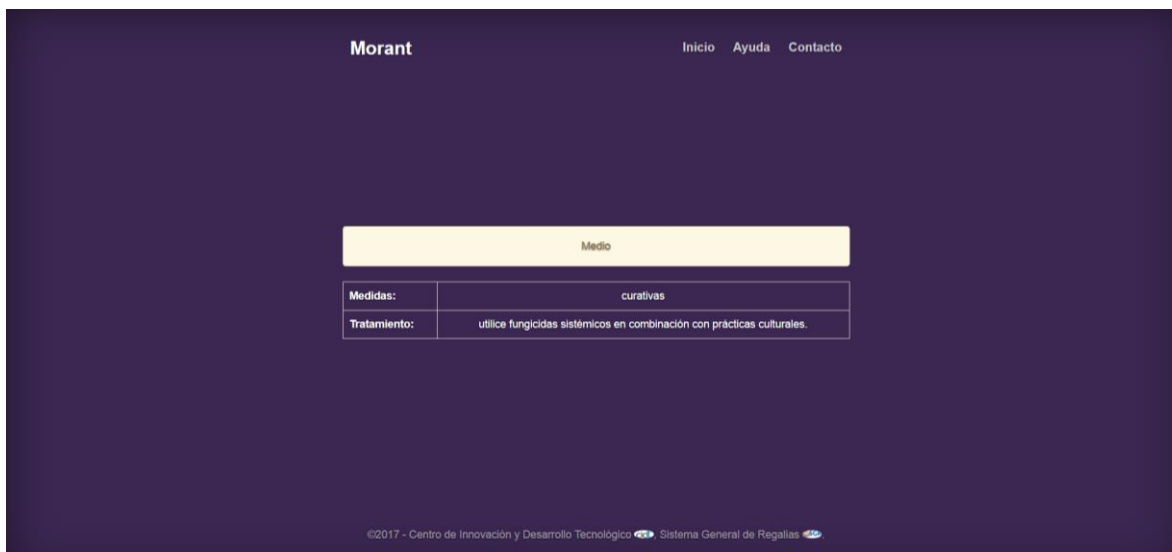 Morant Inicio Ayuda Contacto
Medio
Medidas: curativas
Tratamiento: utilice fungicidas sistémicos en combinación con prácticas culturales.
©2017 - Centro de Innovación y Desarrollo Tecnológico , Sistema General de Regalias .